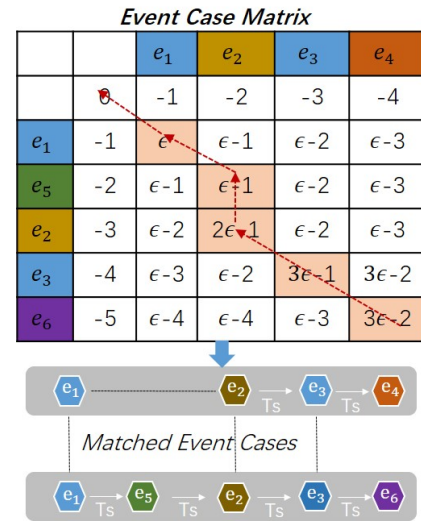 Event Case Matrix
e₁ e₂ e₃ e₄
0 -1 -2 -3 -4
e₁ -1 ϵ ϵ-1 ϵ-2 ϵ-3
e₅ -2 ϵ-1 ϵ-1 ϵ-2 ϵ-3
e₂ -3 ϵ-2 2ϵ-1 ϵ-2 ϵ-3
e₃ -4 ϵ-3 ϵ-2 3ϵ-1 3ϵ-2
e₆ -5 ϵ-4 ϵ-4 ϵ-3 3ϵ-2
e₁ e₂ e₃ e₄
Ts Ts
Matched Event Cases
e₁ e₅ e₂ e₃ e₆
Ts Ts Ts Ts